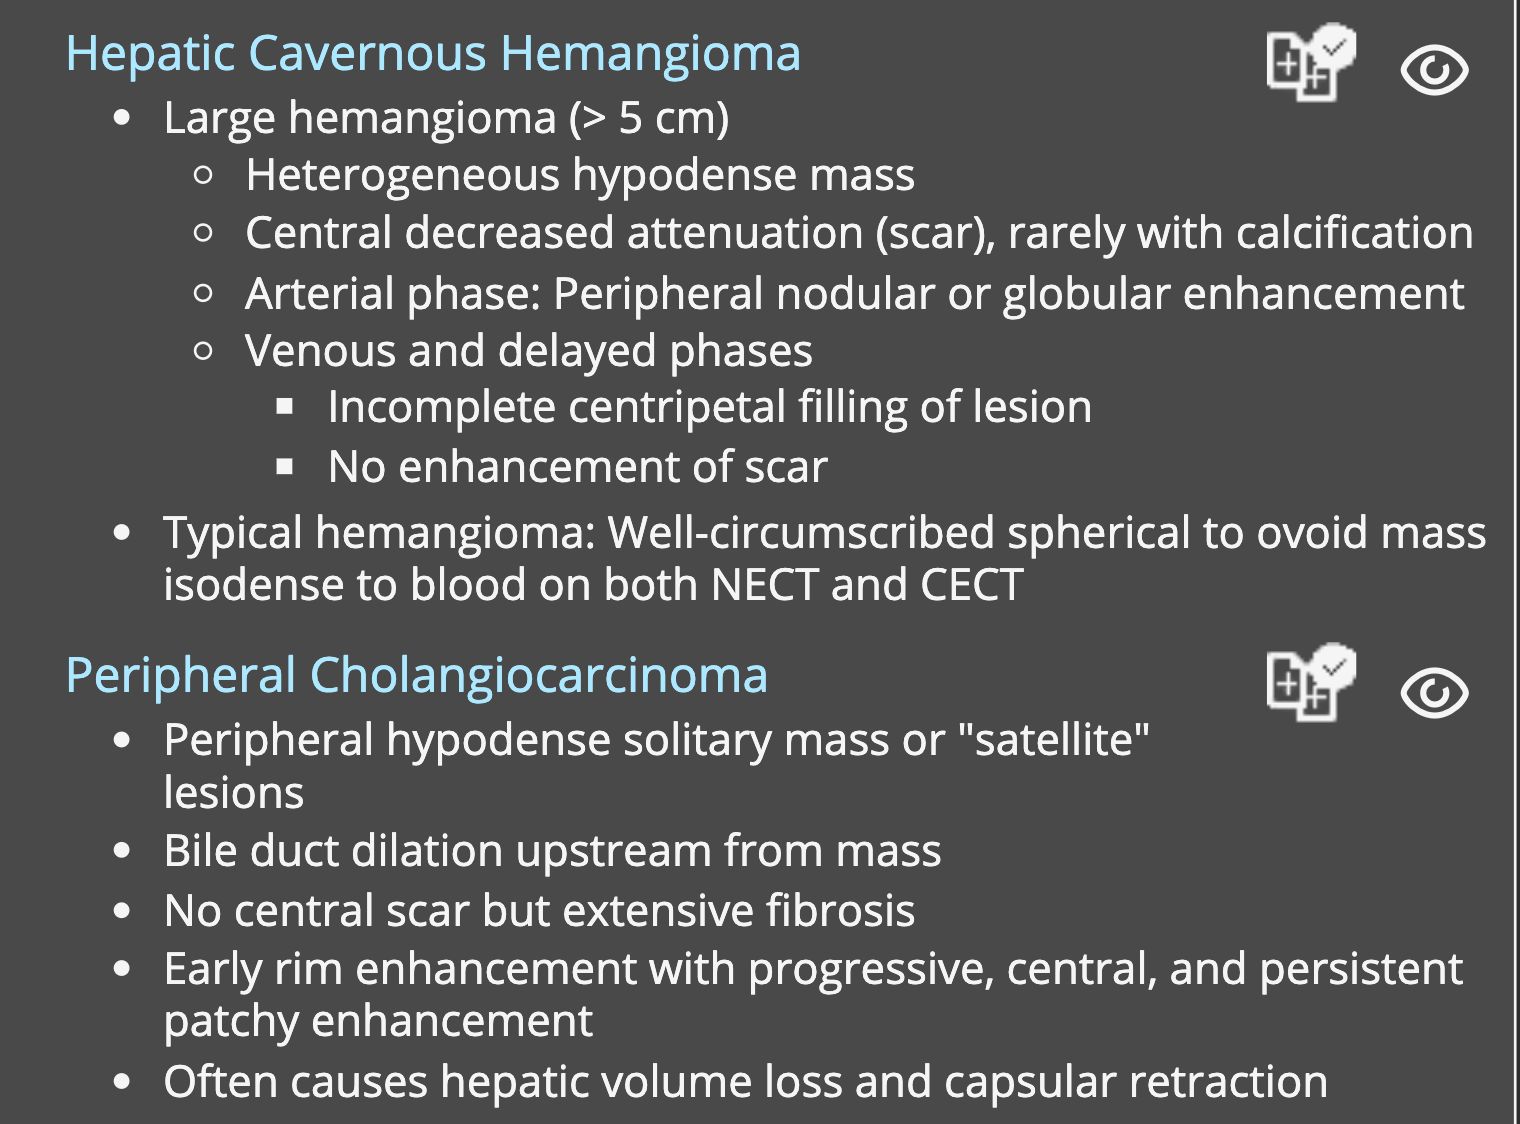 Hepatic Cavernous Hemangioma
• Large hemangioma (> 5 cm)
○ Heterogeneous hypodense mass
○ Central decreased attenuation (scar), rarely with calcification
○ Arterial phase: Peripheral nodular or globular enhancement
○ Venous and delayed phases
▪ Incomplete centripetal filling of lesion
▪ No enhancement of scar
• Typical hemangioma: Well-circumscribed spherical to ovoid mass
isodense to blood on both NECT and CECT
Peripheral Cholangiocarcinoma
• Peripheral hypodense solitary mass or "satellite"
lesions
• Bile duct dilation upstream from mass
• No central scar but extensive fibrosis
• Early rim enhancement with progressive, central, and persistent
patchy enhancement
• Often causes hepatic volume loss and capsular retraction